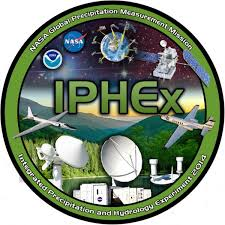 NASA Global Precipitation Measurement Mission
NASA
IPHEx
Integrated Precipitation and Hydrology Experiment 2014